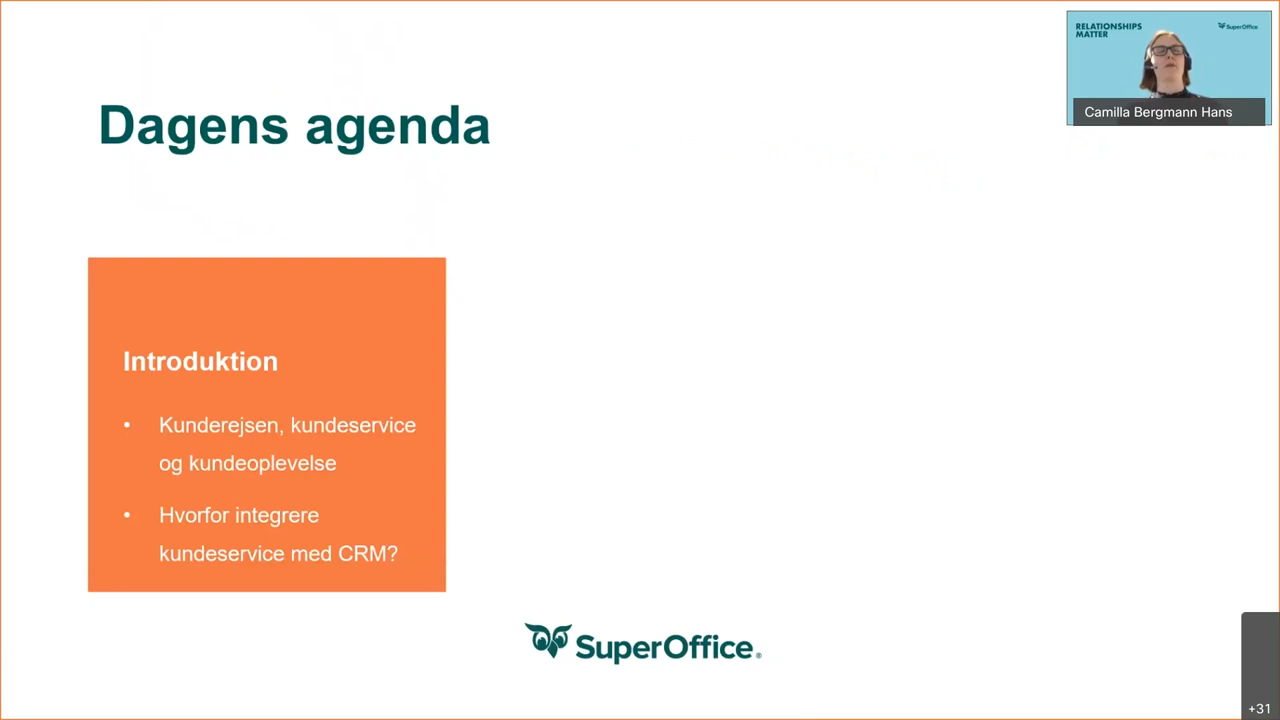 RELATIONSHIPS
MATTER
SuperOffice
Camilla Bergmann Hans
Dagens agenda
Introduktion
• Kunderejsen, kundeservice
og kundeoplevelse
• Hvorfor integrere
kundeservice med CRM?
SuperOffice®
+31